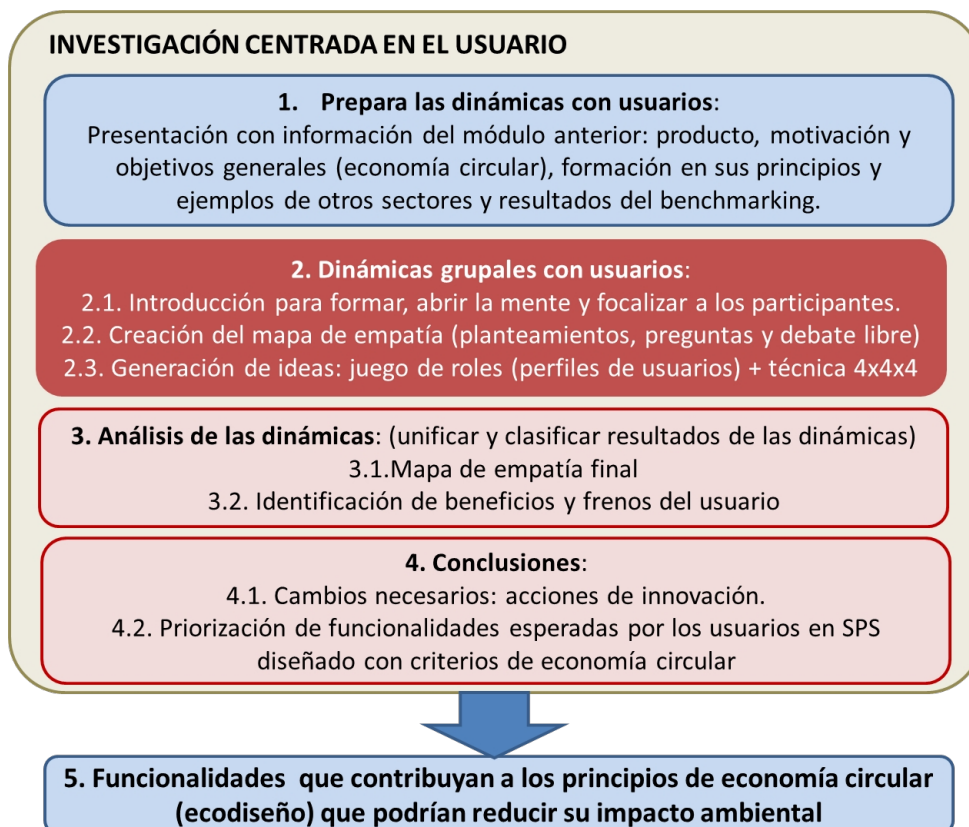 INVESTIGACIÓN CENTRADA EN EL USUARIO
1. Prepara las dinámicas con usuarios:
Presentación con información del módulo anterior: producto, motivación y
objetivos generales (economía circular), formación en sus principios y
ejemplos de otros sectores y resultados del benchmarking.
2. Dinámicas grupales con usuarios:
2.1. Introducción para formar, abrir la mente y focalizar a los participantes.
2.2. Creación del mapa de empatía (planteamientos, preguntas y debate libre)
2.3. Generación de ideas: juego de roles (perfiles de usuarios) + técnica 4x4x4
3. Análisis de las dinámicas: (unificar y clasificar resultados de las dinámicas)
3.1.Mapa de empatía final
3.2. Identificación de beneficios y frenos del usuario
4. Conclusiones:
4.1. Cambios necesarios: acciones de innovación.
4.2. Priorización de funcionalidades esperadas por los usuarios en SPS
diseñado con criterios de economía circular
5. Funcionalidades que contribuyan a los principios de economía circular
(ecodiseño) que podrían reducir su impacto ambiental